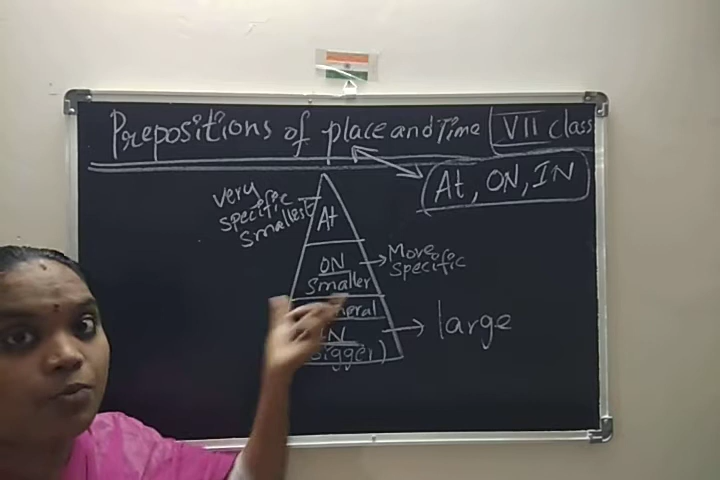 Prepositions of place and Time VII class
At, ON, IN
very
specific
smallest
At
ON
Smaller
More
specific
IN
large